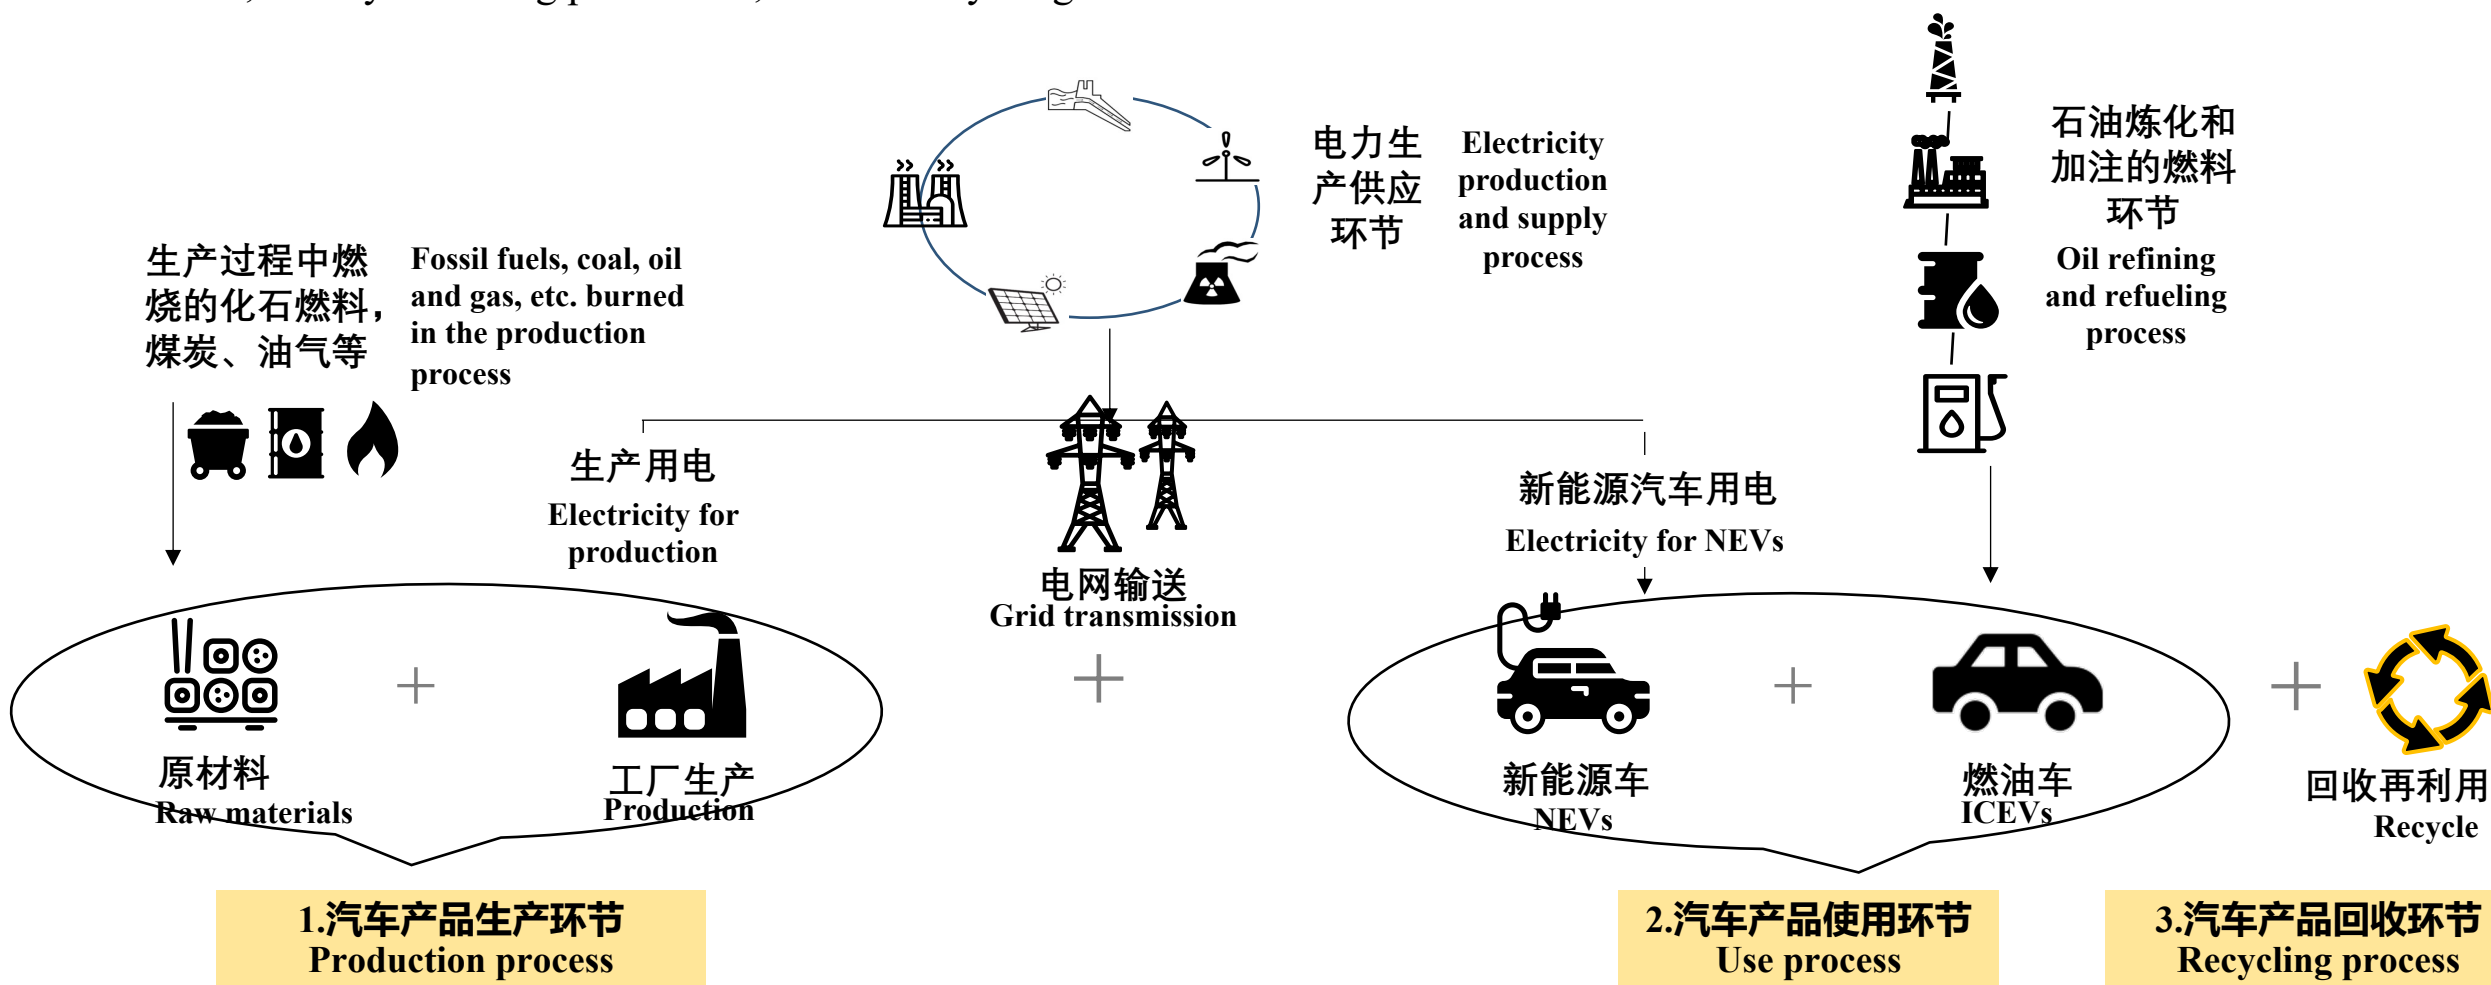 电力生
产供应
环节
Electricity
production
and supply
process
石油炼化和
加注的燃料
环节
Oil refining
and refueling
process
生产过程中燃
烧的化石燃料，
煤炭、油气等
Fossil fuels, coal, oil
and gas, etc. burned
in the production
process
生产用电
Electricity for
production
新能源汽车用电
Electricity for NEVs
电网输送
Grid transmission
原材料
Raw materials
工厂生产
Production
新能源车
NEVs
燃油车
ICEVs
回收再利用
Recycle
1.汽车产品生产环节
Production process
2.汽车产品使用环节
Use process
3.汽车产品回收环节
Recycling process